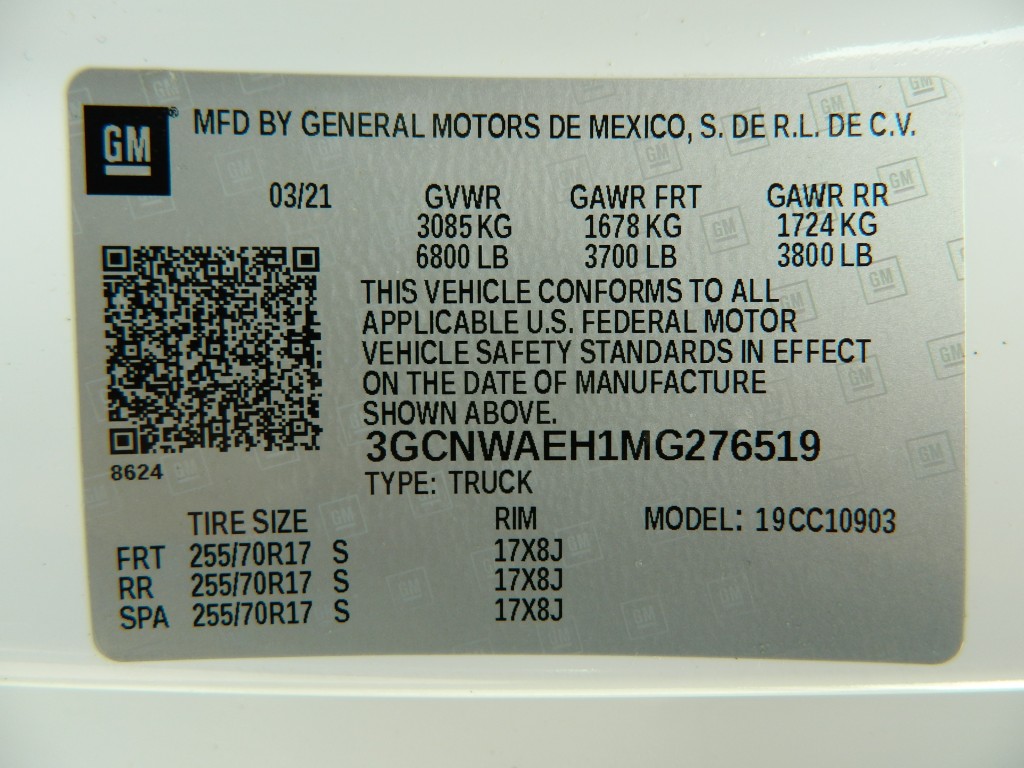 GM® MFD BY GENERAL MOTORS DE MEXICO, S. DE R.L. DE C.V.
03/21 GVWR GAWR FRT GAWR RR
3085 KG 1678 KG 1724 KG
6800 LB 3700 LB 3800 LB
THIS VEHICLE CONFORMS TO ALL
APPLICABLE U.S. FEDERAL MOTOR
VEHICLE SAFETY STANDARDS IN EFFECT
ON THE DATE OF MANUFACTURE
SHOWN ABOVE.
3GCNWAEH1MG276519
8624
TYPE: TRUCK
TIRE SIZE RIM MODEL: 19CC10903
FRT 255/70R17 S 17X8J
RR 255/70R17 S 17X8J
SPA 255/70R17 S 17X8J